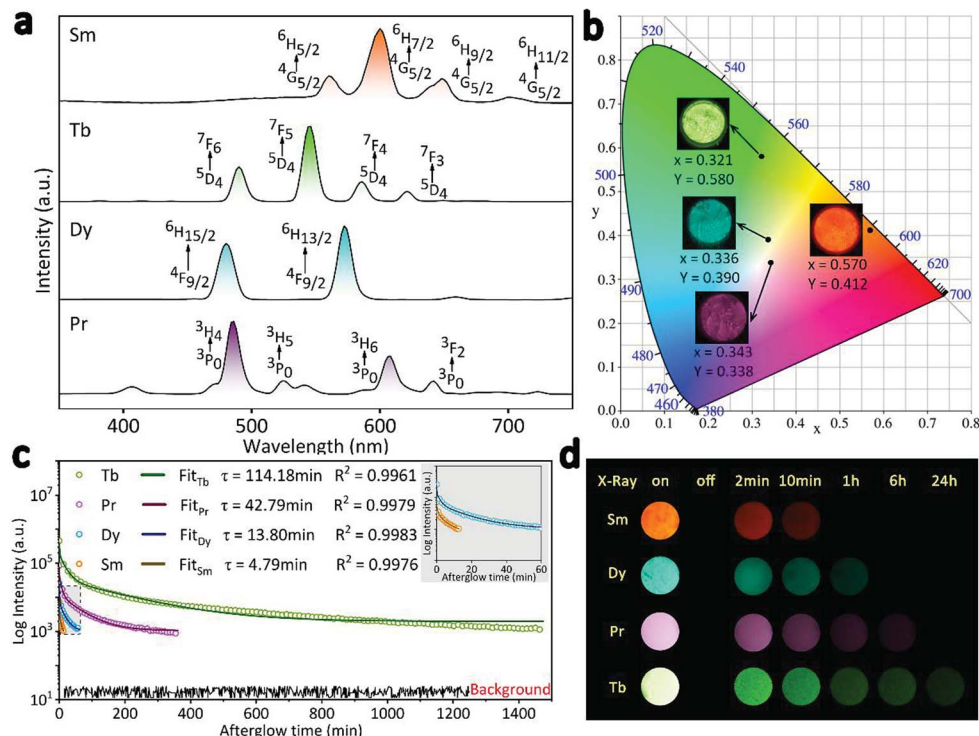 a
Sm
6H5/2
4G5/2
6H7/2
4G5/2
6H9/2
4G5/2
6H11/2
4G5/2
Tb
7F6
5D4
7F5
5D4
7F4
5D4
7F3
5D4
Dy
6H15/2
4F9/2
6H13/2
4F9/2
Pr
3H4
3P0
3H5
3P0
3H6
3P0
3F2
3P0
Intensity (a.u.)
400 500 600 700
Wavelength (nm)
b
520
540
560
580
600
620
700
500
490
480
470
460
380
0.8
0.7
0.6
0.5
y
0.4
0.3
0.2
0.1
0.0
0.0 0.1 0.2 0.3 0.4 0.5 0.6 0.7 0.8
x
x = 0.321
Y = 0.580
x = 0.336
Y = 0.390
x = 0.570
Y = 0.412
x = 0.343
Y = 0.338
c
Tb Fit Tb τ = 114.18min R2 = 0.9961
Pr Fit Pr τ = 42.79min R2 = 0.9979
Dy Fit Dy τ = 13.80min R2 = 0.9983
Sm Fit Sm τ = 4.79min R2 = 0.9976
Log Intensity (a.u.)
107
105
103
101
0 200 400 600 800 1000 1200 1400
Afterglow time (min)
Background
Log Intensity (a.u.)
0 20 40 60
Afterglow time (min)
d
X-Ray on off 2min 10min 1h 6h 24h
Sm
Dy
Pr
Tb